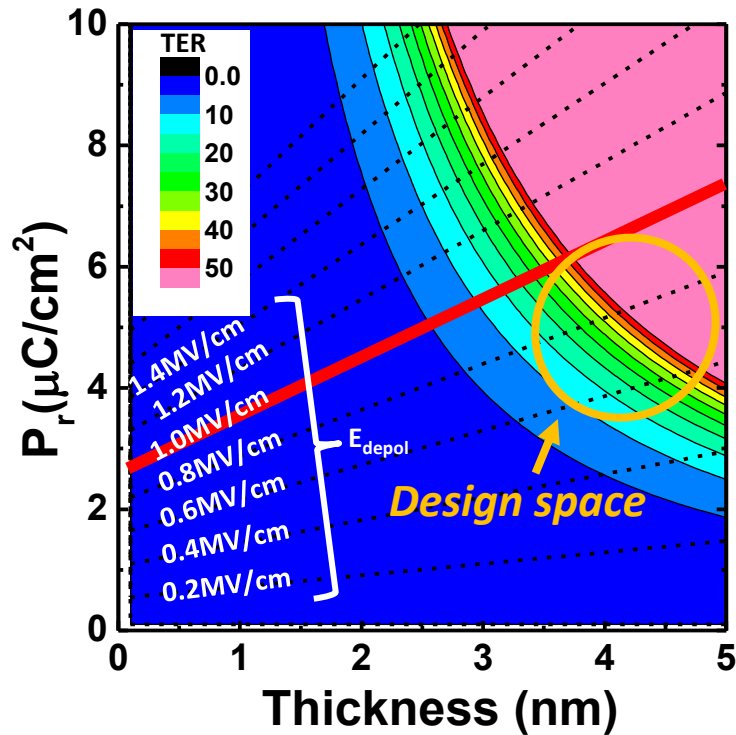 TER
0.0
10
20
30
40
50
10
8
6
4
2
0
Pr(μC/cm²)
1.4MV/cm
1.2MV/cm
1.0MV/cm
0.8MV/cm
0.6MV/cm
0.4MV/cm
0.2MV/cm
Edepol
Design space
0 1 2 3 4 5
Thickness (nm)